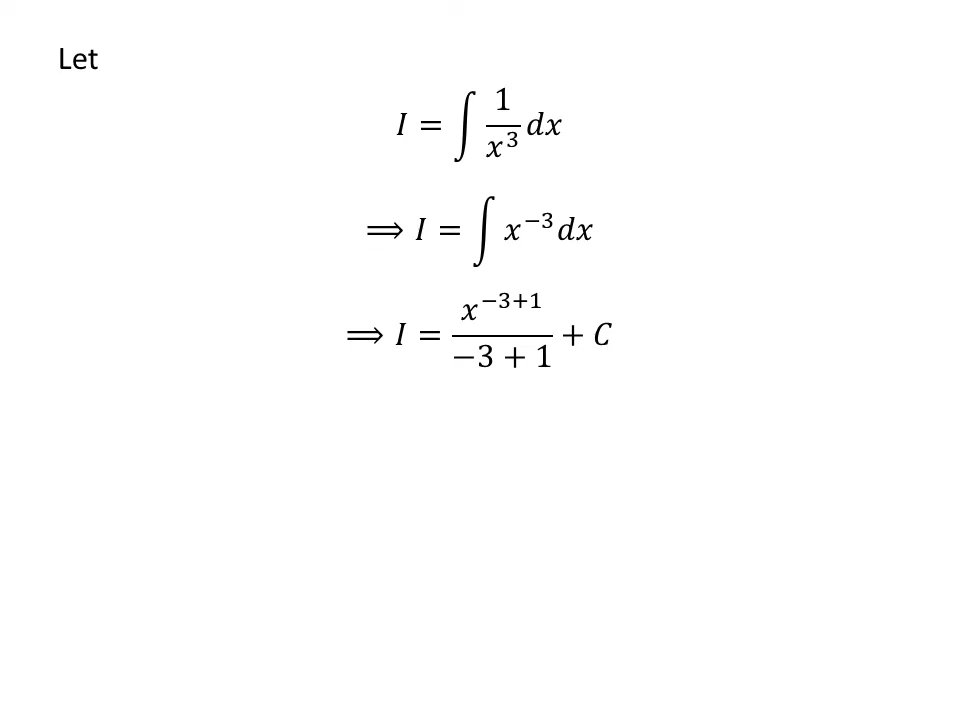 Let
𝐼 = ∫ 1/𝑥³ 𝑑𝑥
⟹ 𝐼 = ∫ 𝑥⁻³ 𝑑𝑥
⟹ 𝐼 = 𝑥⁻³⁺¹/(−3 + 1) + 𝐶